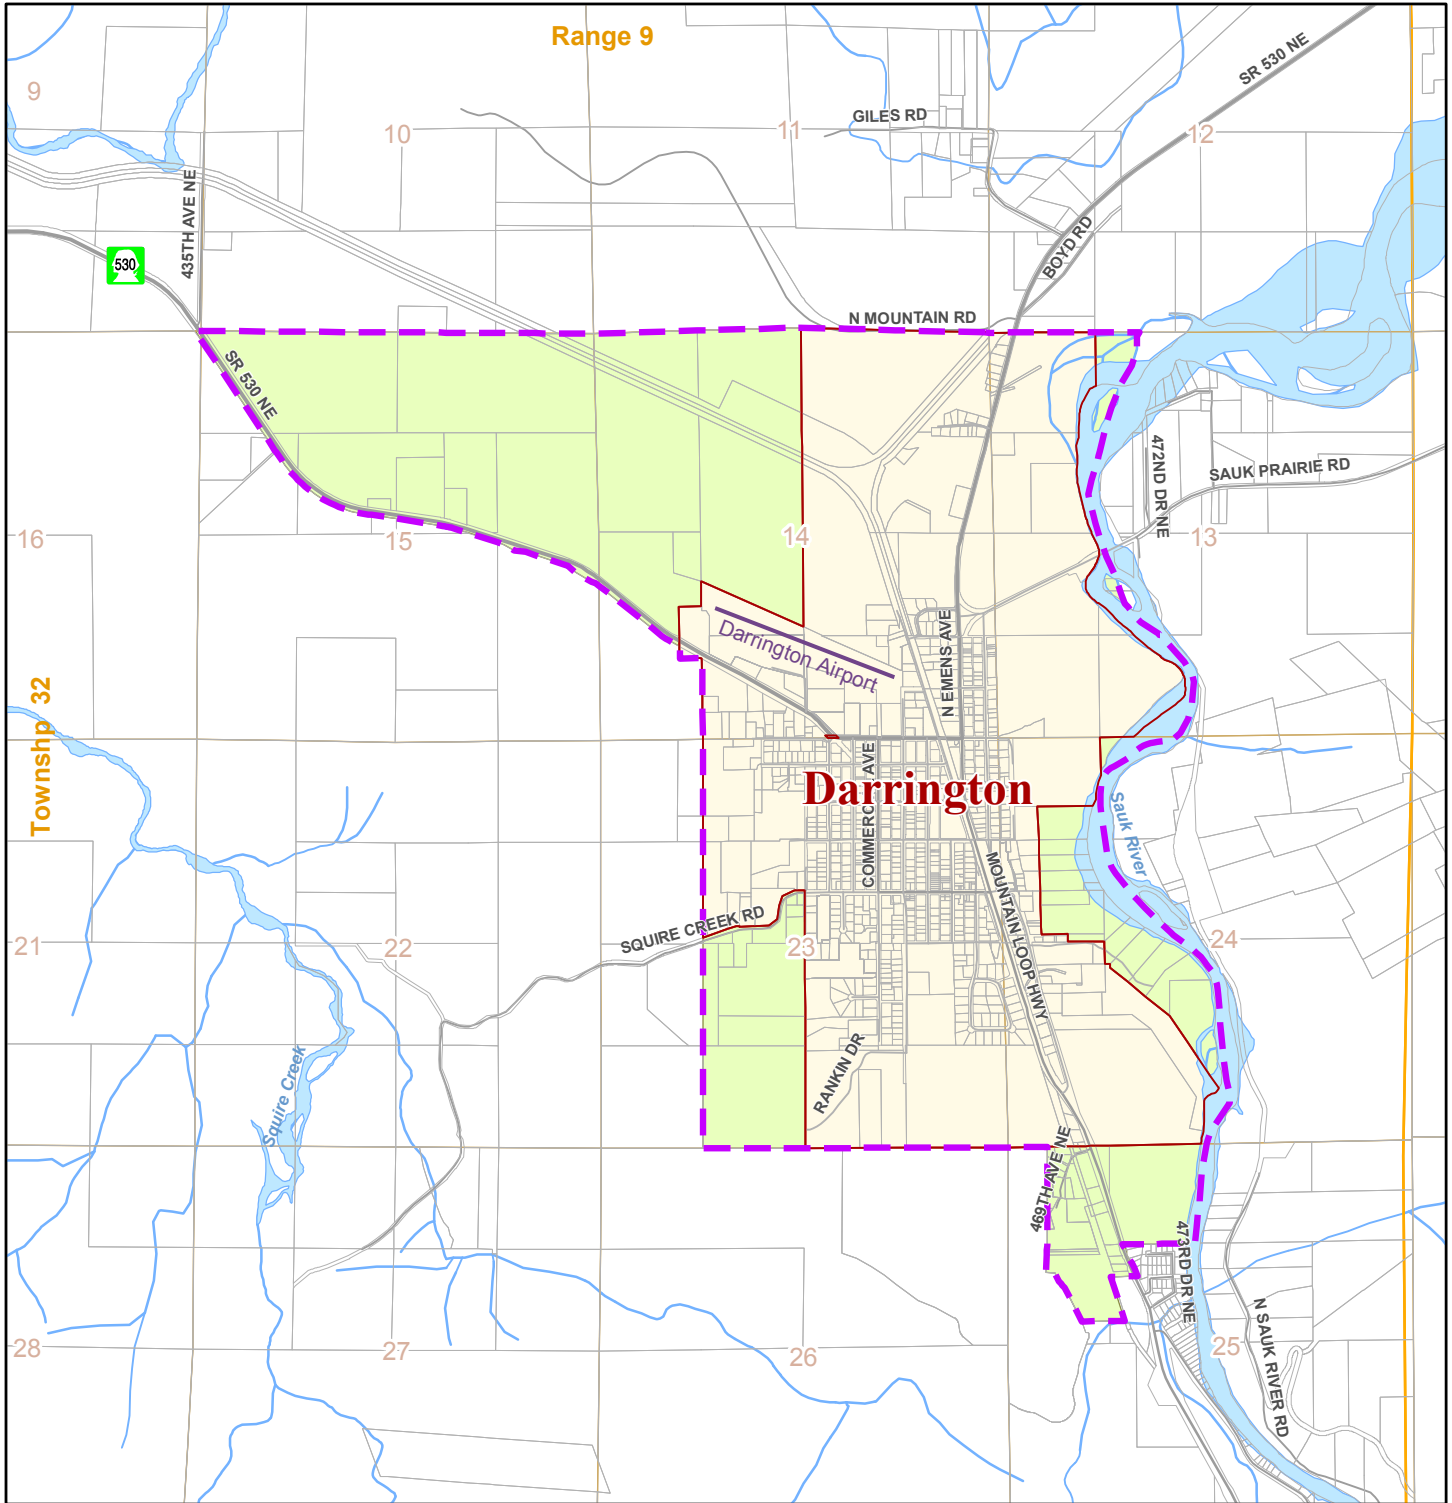 Range 9
SR 530 NE
9
GILES RD
10
11
12
435TH AVE NE
BOYD RD
530
N MOUNTAIN RD
SR 530 NE
472ND DR NE
SAUK PRAIRIE RD
16
15
14
13
N EMENS AVE
Darrington Airport
Townshp 32
COMMERC AVE
Darrington
Sauk River
MOUNTAIN LOOP HWY
SQUIRE CREEK RD
21
22
23
24
RANKIN DR
Squire Creek
469TH AVE NE
473RD DR NE
N SAUK RIVER RD
28
27
26
25